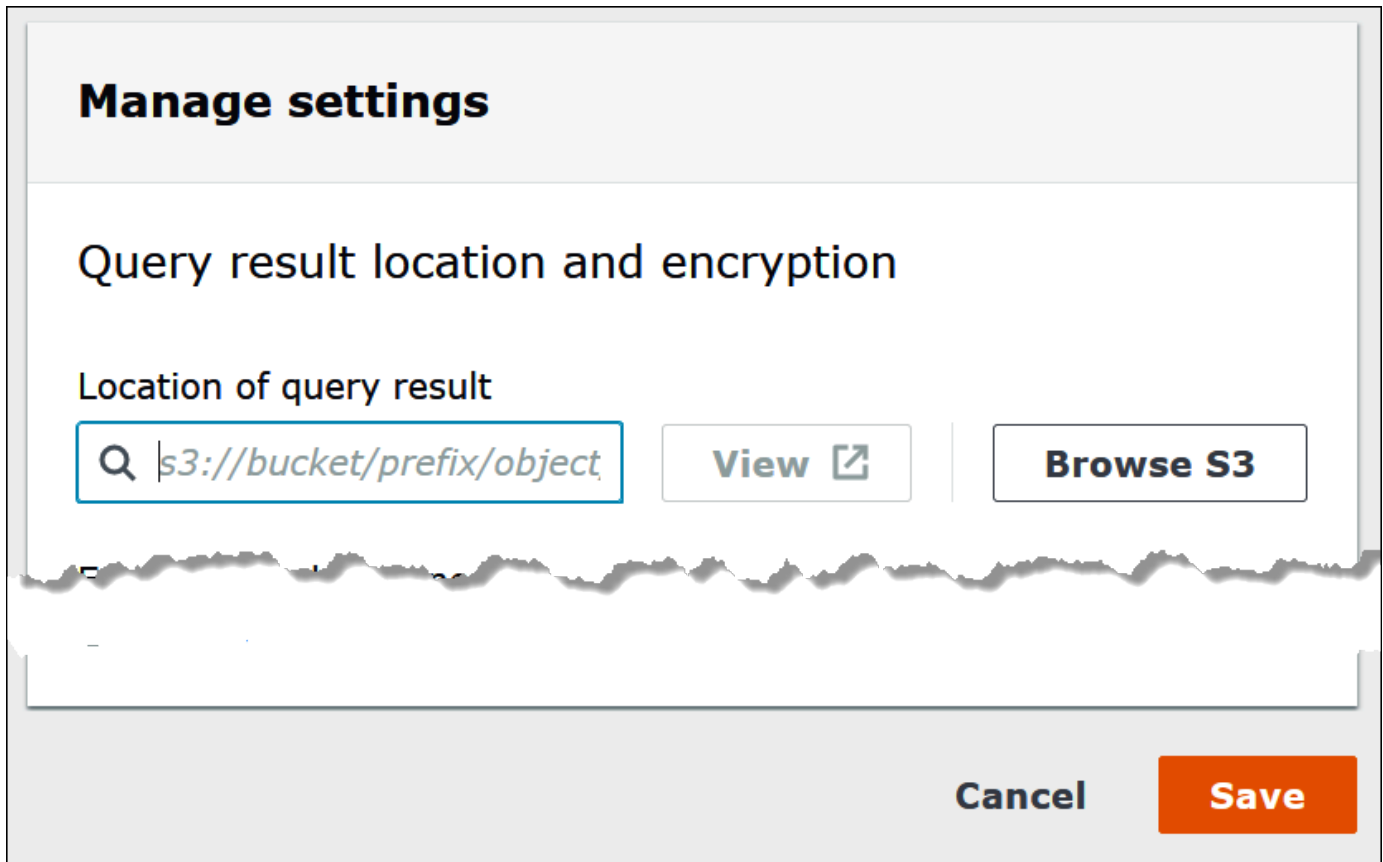 Manage settings
Query result location and encryption
Location of query result
s3://bucket/prefix/object
View
Browse S3
Cancel
Save